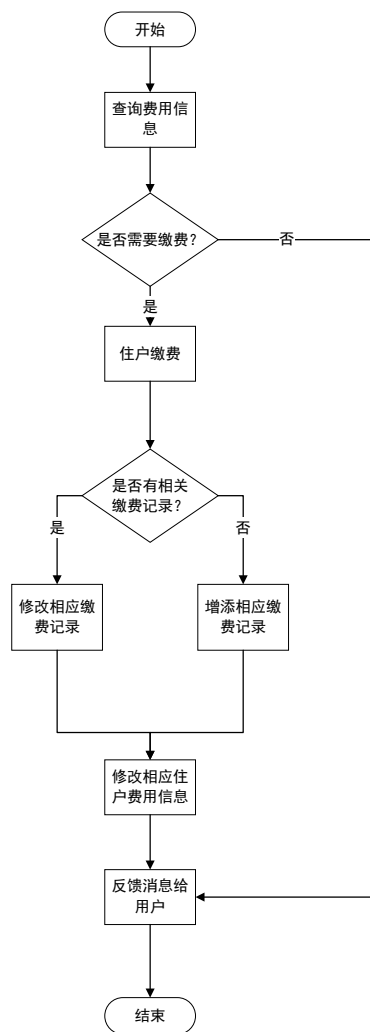 开始
查询费用信
息
是否需要缴费？
否
是
住户缴费
是否有相关
缴费记录？
是
否
修改相应缴
费记录
增添相应缴
费记录
修改相应住
户费用信息
反馈消息给
用户
结束